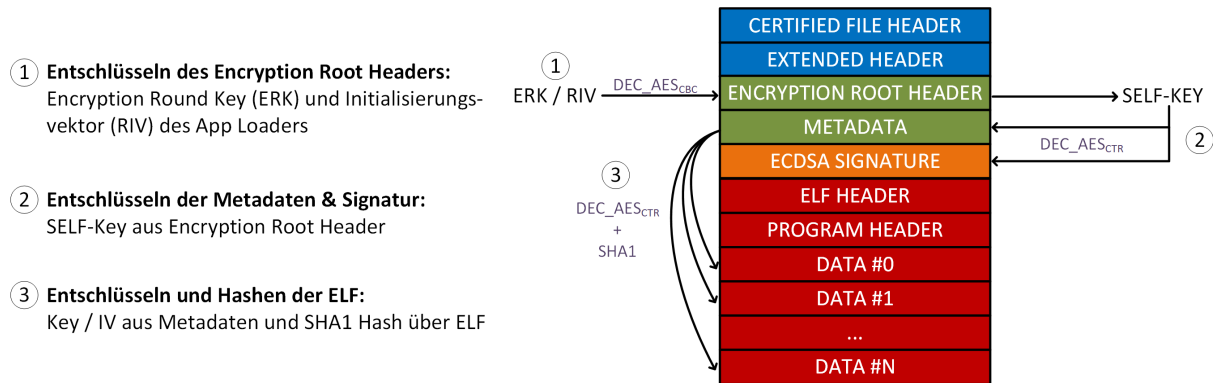 ① Entschlüsseln des Encryption Root Headers:
Encryption Round Key (ERK) und Initialisierungs-
vektor (RIV) des App Loaders
② Entschlüsseln der Metadaten & Signatur:
SELF-Key aus Encryption Root Header
③ Entschlüsseln und Hashen der ELF:
Key / IV aus Metadaten und SHA1 Hash über ELF
①
ERK / RIV
DEC_AESCBC
CERTIFIED FILE HEADER
EXTENDED HEADER
ENCRYPTION ROOT HEADER
METADATA
ECDSA SIGNATURE
ELF HEADER
PROGRAM HEADER
DATA #0
DATA #1
...
DATA #N
SELF-KEY
②
DEC_AESCTR
③
DEC_AESCTR
+
SHA1